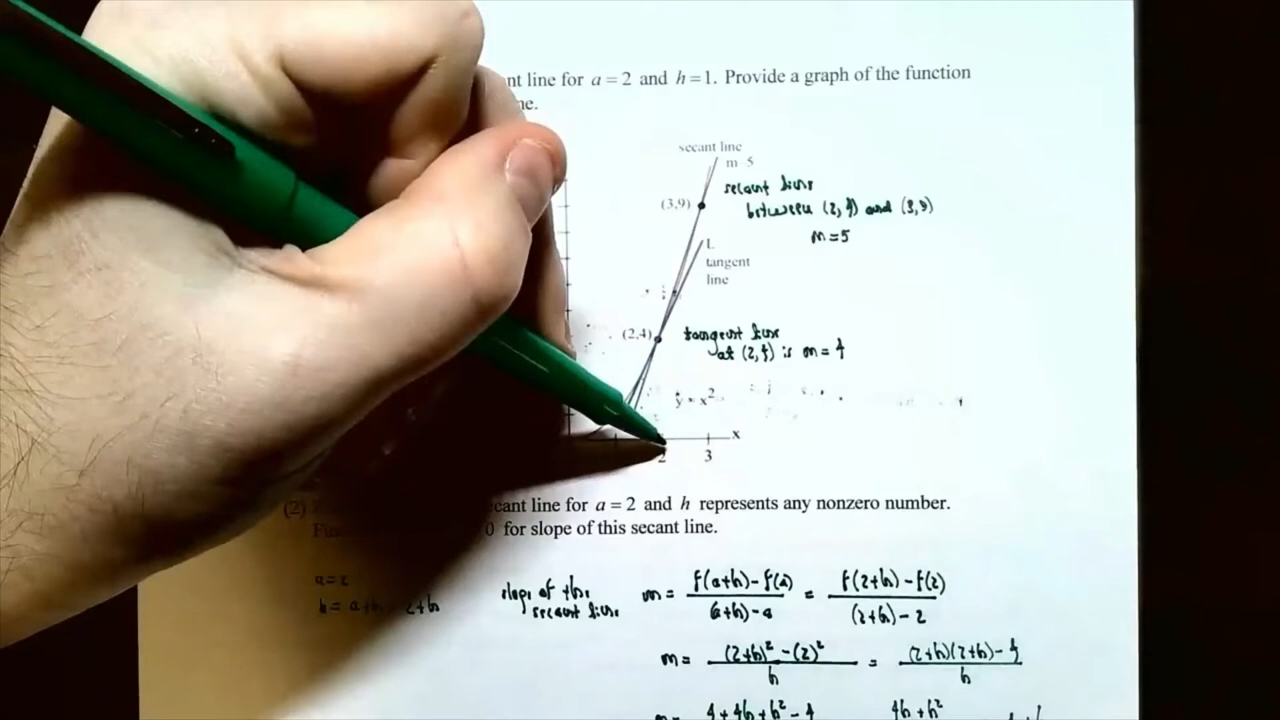 nt line for a = 2 and h = 1. Provide a graph of the function
ne.
secant line
m 5
secant line
(3,9)
between (2,4) and (3,9)
m=5
L
tangent
line
(2,4)
tangent line
at (2,4) is m=4
y = x²
x
2
3
(2)
cant line for a = 2 and h represents any nonzero number.
0 for slope of this secant line.
a=2
b= a+h = 2+h
slope of the
secant line
m = f(a+h)-f(a) / (a+h)-a = f(2+h)-f(2) / (2+h)-2
m = (2+h)²-(2)² / h = (2+h)(2+h)-4 / h
4+4h+h²-4
4h+h²